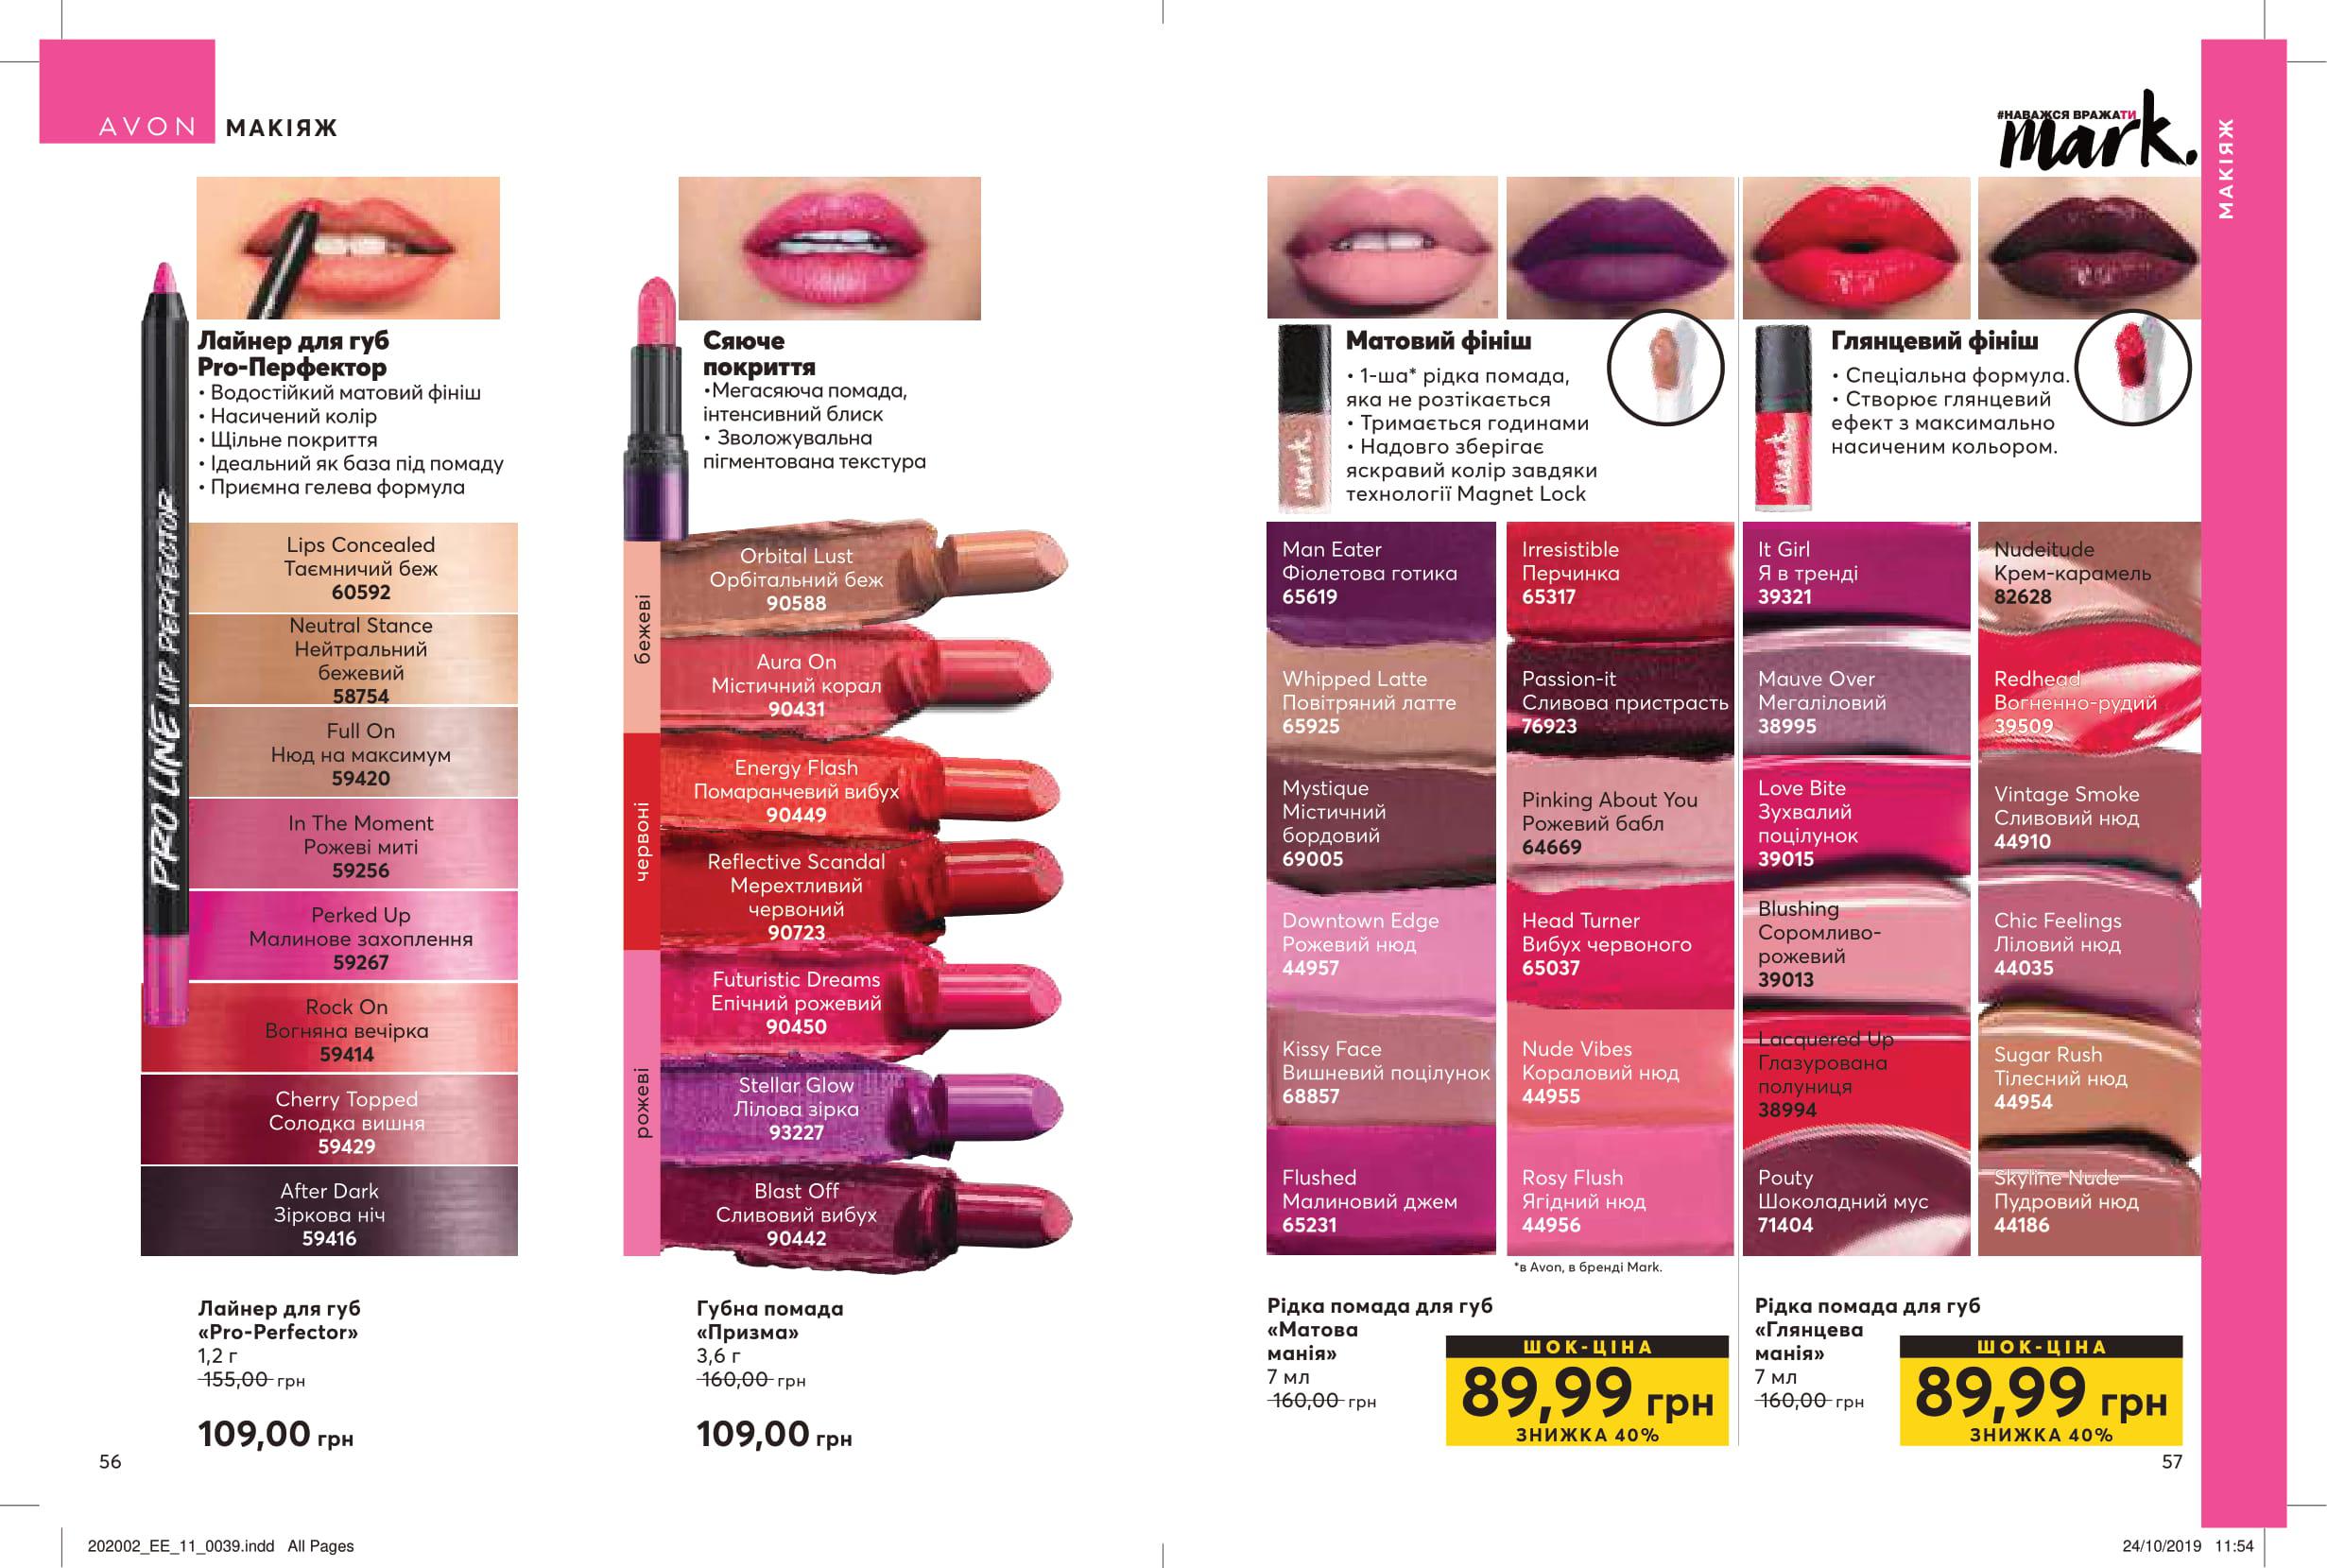 AVON МАКІЯЖ
Лайнер для губ
Pro-Перфектор
• Водостійкий матовий фініш
• Насичений колір
• Щільне покриття
• Ідеальний як база під помаду
• Приємна гелева формула
PRO LINE LIP PERFECTOR
Lips Concealed
Таємничий беж
60592
Neutral Stance
Нейтральний
бежевий
58754
Full On
Нюд на максимум
59420
In The Moment
Рожеві миті
59256
Perked Up
Малинове захоплення
59267
Rock On
Вогняна вечірка
59414
Cherry Topped
Солодка вишня
59429
After Dark
Зіркова ніч
59416
Лайнер для губ
«Pro-Perfector»
1,2 г
155,00 грн
109,00 грн
56
Сяюче
покриття
•Мегасяюча помада,
інтенсивний блиск
• Зволожувальна
пігментована текстура
бежеві
Orbital Lust
Орбітальний беж
90588
Aura On
Містичний корал
90431
червоні
Energy Flash
Помаранчевий вибух
90449
Reflective Scandal
Мерехтливий
червоний
90723
рожеві
Futuristic Dreams
Епічний рожевий
90450
Stellar Glow
Лілова зірка
93227
Blast Off
Сливовий вибух
90442
Губна помада
«Призма»
3,6 г
160,00 грн
109,00 грн
#НАВАЖСЯ ВРАЖАТИ
mark.
МАКІЯЖ
Матовий фініш
• 1-ша* рідка помада,
яка не розтікається
• Тримається годинами
• Надовго зберігає
яскравий колір завдяки
технології Magnet Lock
mark.
Man Eater
Фіолетова готика
65619
Whipped Latte
Повітряний латте
65925
Mystique
Містичний
бордовий
69005
Downtown Edge
Рожевий нюд
44957
Kissy Face
Вишневий поцілунок
68857
Flushed
Малиновий джем
65231
Irresistible
Перчинка
65317
Passion-it
Сливова пристрасть
76923
Pinking About You
Рожевий бабл
64669
Head Turner
Вибух червоного
65037
Nude Vibes
Кораловий нюд
44955
Rosy Flush
Ягідний нюд
44956
*в Avon, в бренді Mark.
Рідка помада для губ
«Матова
манія»
7 мл
160,00 грн
ШОК-ЦІНА
89,99 грн
ЗНИЖКА 40%
Глянцевий фініш
• Спеціальна формула.
• Створює глянцевий
ефект з максимально
насиченим кольором.
mark.
It Girl
Я в тренді
39321
Mauve Over
Мегаліловий
38995
Love Bite
Зухвалий
поцілунок
39015
Blushing
Соромливо-
рожевий
39013
Lacquered Up
Глазурована
полуниця
38994
Pouty
Шоколадний мус
71404
Nudeitude
Крем-карамель
82628
Redhead
Вогненно-рудий
39509
Vintage Smoke
Сливовий нюд
44910
Chic Feelings
Ліловий нюд
44035
Sugar Rush
Тілесний нюд
44954
Skyline Nude
Пудровий нюд
44186
Рідка помада для губ
«Глянцева
манія»
7 мл
160,00 грн
ШОК-ЦІНА
89,99 грн
ЗНИЖКА 40%
57
202002_EE_11_0039.indd All Pages
24/10/2019 11:54